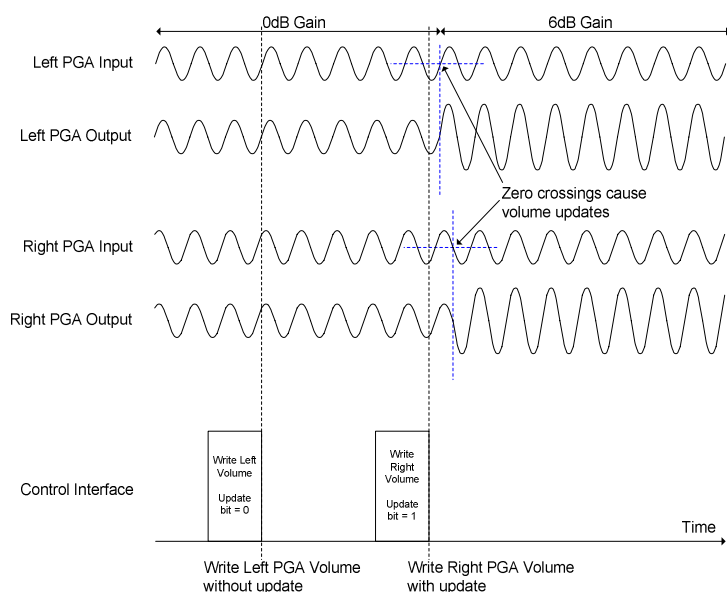 0dB Gain
6dB Gain
Left PGA Input
Left PGA Output
Zero crossings cause
volume updates
Right PGA Input
Right PGA Output
Write Left
Volume
Update
bit = 0
Write
Right
Volume
Update
bit = 1
Control Interface
Time
Write Left PGA Volume
without update
Write Right PGA Volume
with update